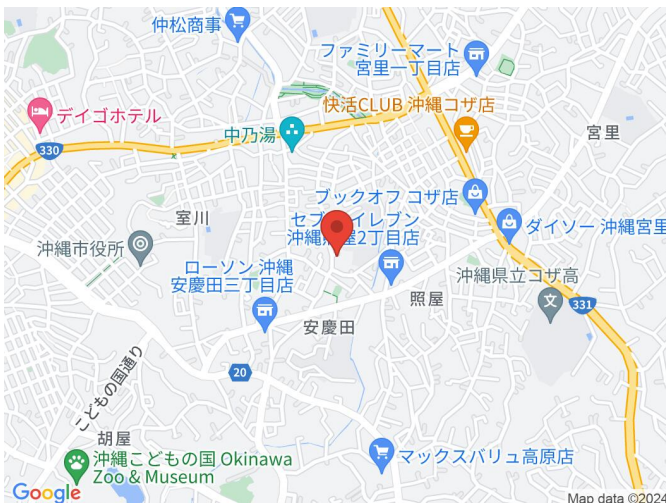 仲松商事
ファミリーマート
宮里一丁目店
デイゴホテル
快活CLUB 沖縄コザ店
中乃湯
宮里
330
ブックオフ コザ店
室川
セブ
イレブン
沖縄
2丁目店
ダイソー 沖縄宮里
沖縄市役所
ローソン 沖縄
安慶田三丁目店
沖縄県立コザ高
照屋
331
安慶田
20
こどもの国通り
胡屋
マックスバリュ高原店
沖縄こどもの国 Okinawa
Zoo & Museum
Google
Map data ©2024